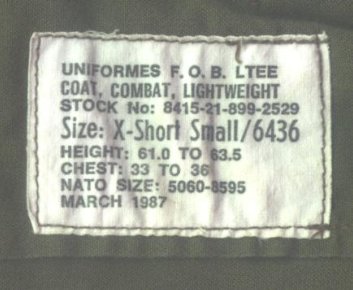 UNIFORMES F. O. B. LTEE
COAT, COMBAT, LIGHTWEIGHT
STOCK No: 8415-21-899-2529
Size: X-Short Small/6436
HEIGHT: 61.0 TO 63.5
CHEST: 33 TO 36
NATO SIZE: 5060-8595
MARCH 1987